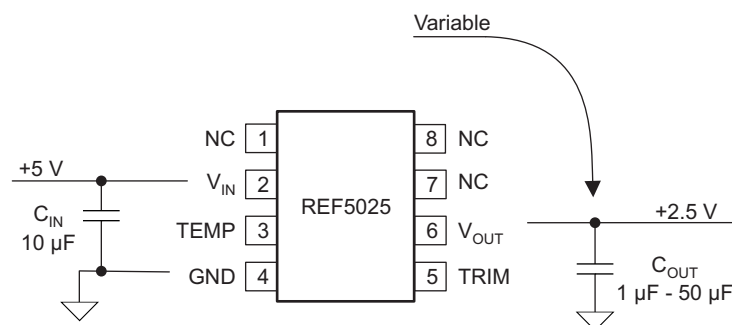 Variable
NC 1
8 NC
+5 V
V_IN 2
7 NC
REF5025
C_IN
10 µF
TEMP 3
6 V_OUT
+2.5 V
GND 4
5 TRIM
C_OUT
1 µF - 50 µF